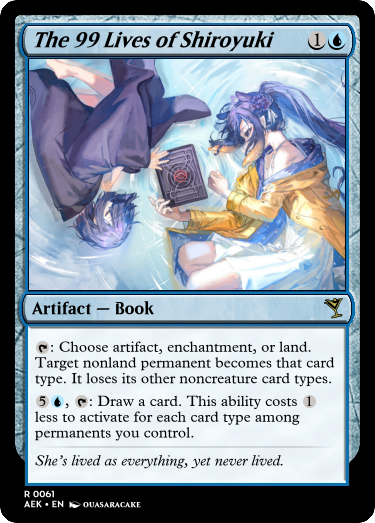 The 99 Lives of Shiroyuki 1
Artifact — Book
: Choose artifact, enchantment, or land.
Target nonland permanent becomes that card
type. It loses its other noncreature card types.
5 , : Draw a card. This ability costs 1
less to activate for each card type among
permanents you control.
She's lived as everything, yet never lived.
R 0061
AEK • EN OUASARACAKE